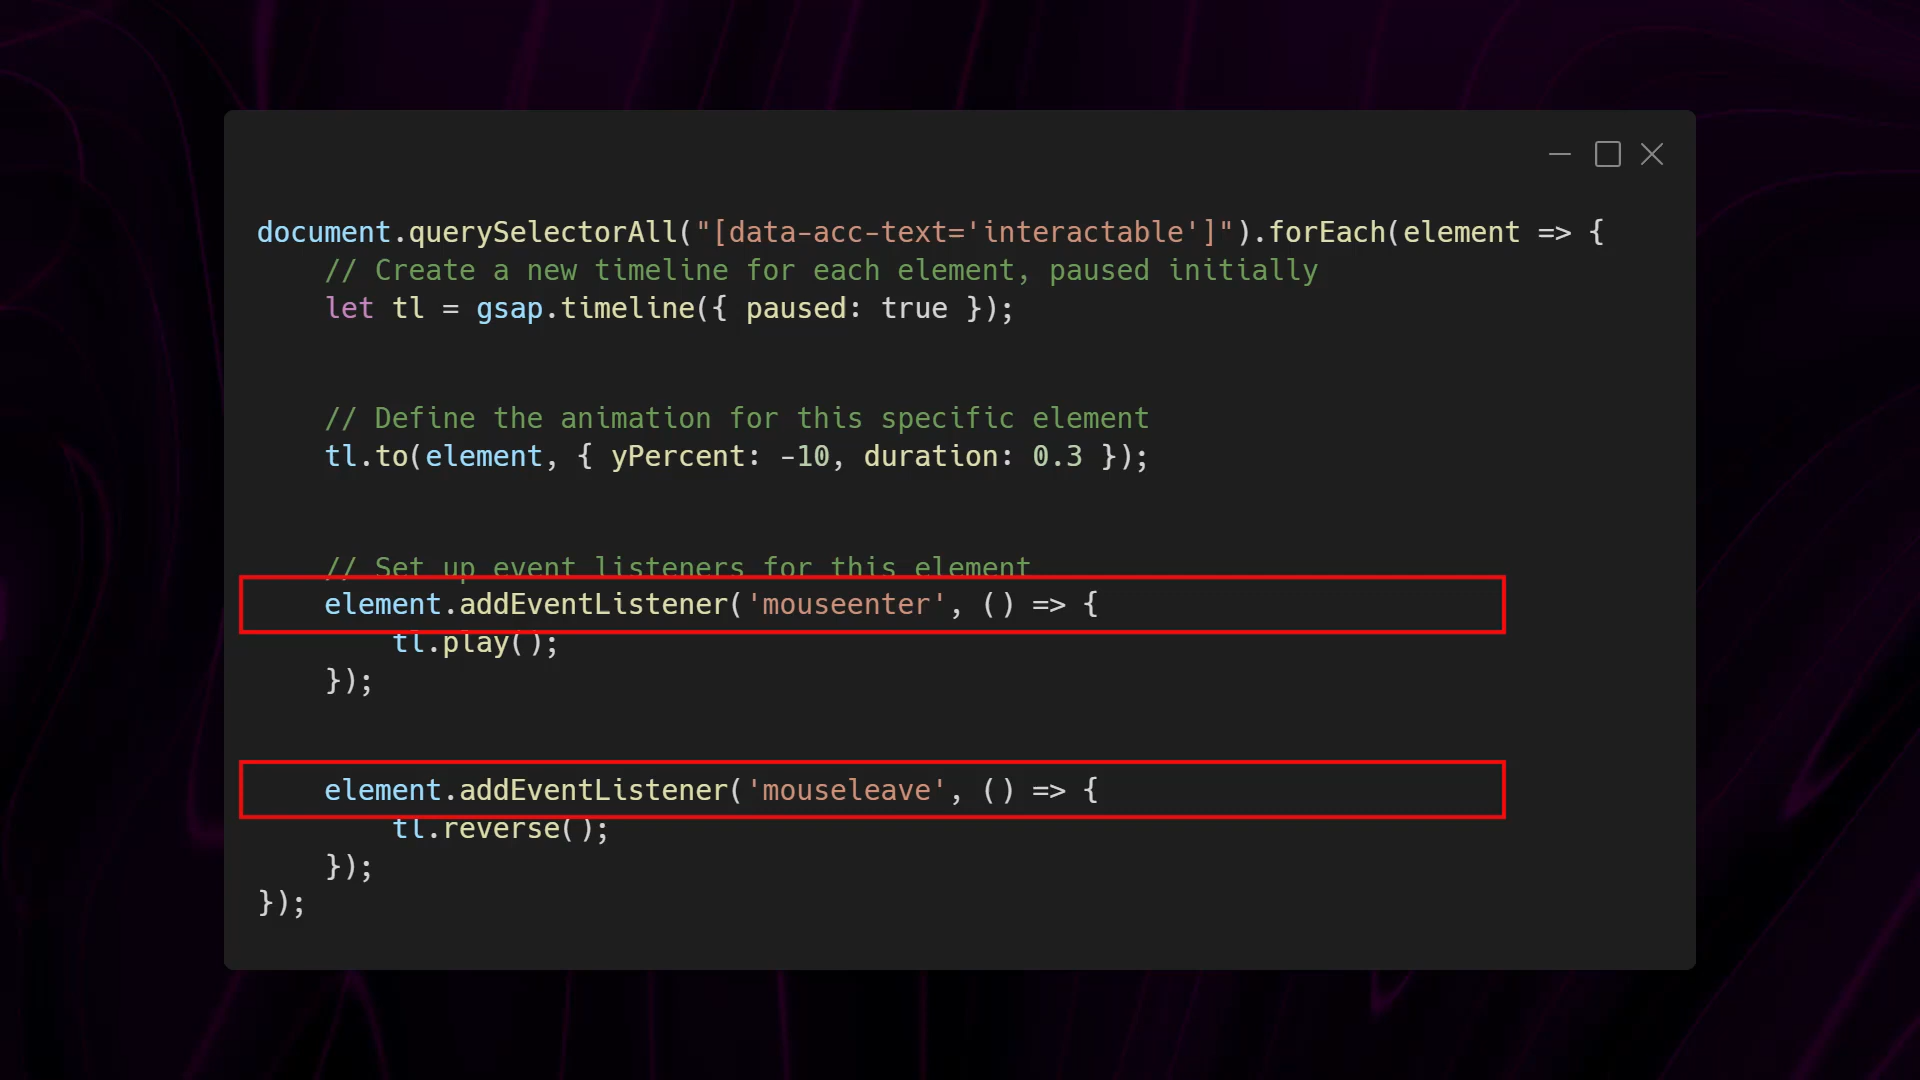 document.querySelectorAll("[data-acc-text='interactable']").forEach(element => {
// Create a new timeline for each element, paused initially
let tl = gsap.timeline({ paused: true });
// Define the animation for this specific element
tl.to(element, { yPercent: -10, duration: 0.3 });
// Set up event listeners for this element
element.addEventListener('mouseenter', () => {
tl.play();
});
element.addEventListener('mouseleave', () => {
tl.reverse();
});
});